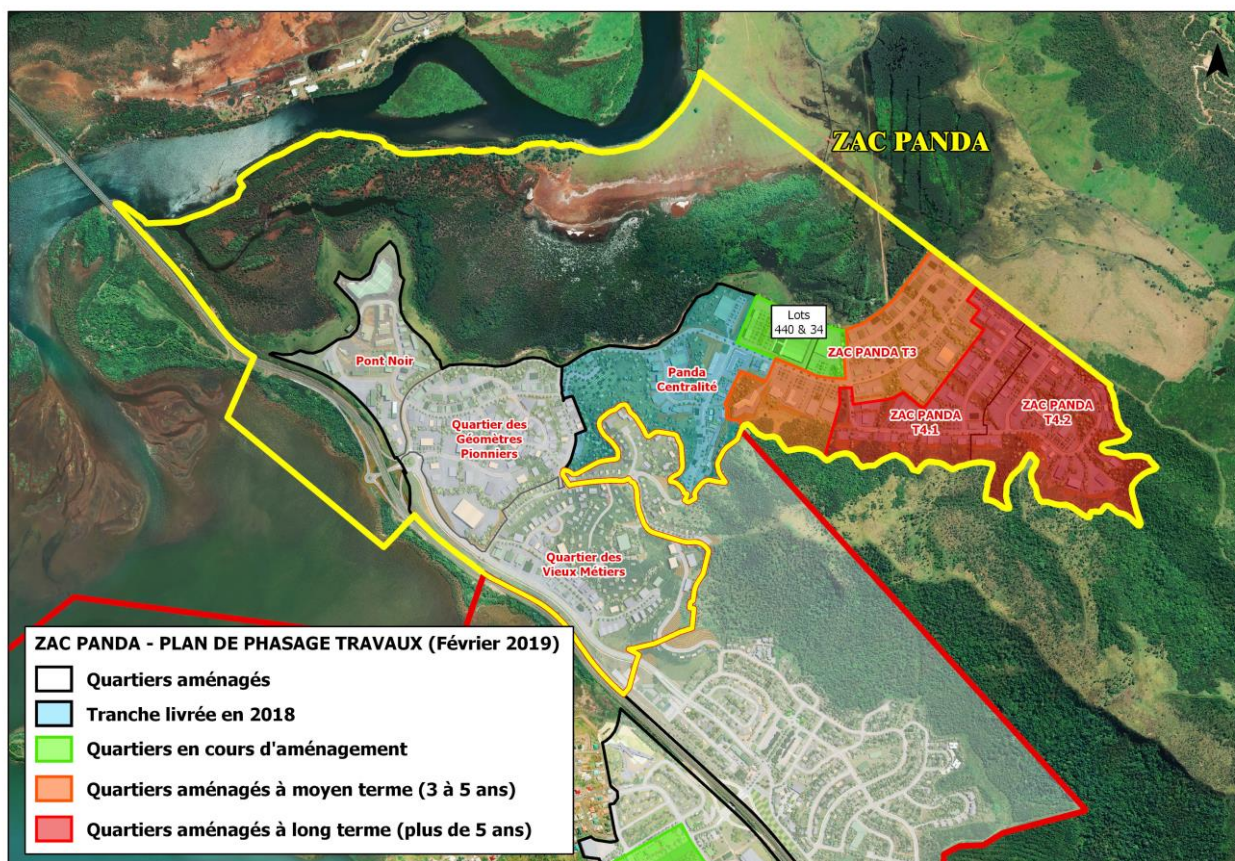 ZAC PANDA
Lots
440 & 34
ZAC PANDA T3
Pont Noir
Panda
Centralité
ZAC PANDA
T4.1
ZAC PANDA
T4.2
Quartier des
Géomètres
Pionniers
Quartier des
Vieux Métiers
ZAC PANDA - PLAN DE PHASAGE TRAVAUX (Février 2019)
Quartiers aménagés
Tranche livrée en 2018
Quartiers en cours d'aménagement
Quartiers aménagés à moyen terme (3 à 5 ans)
Quartiers aménagés à long terme (plus de 5 ans)